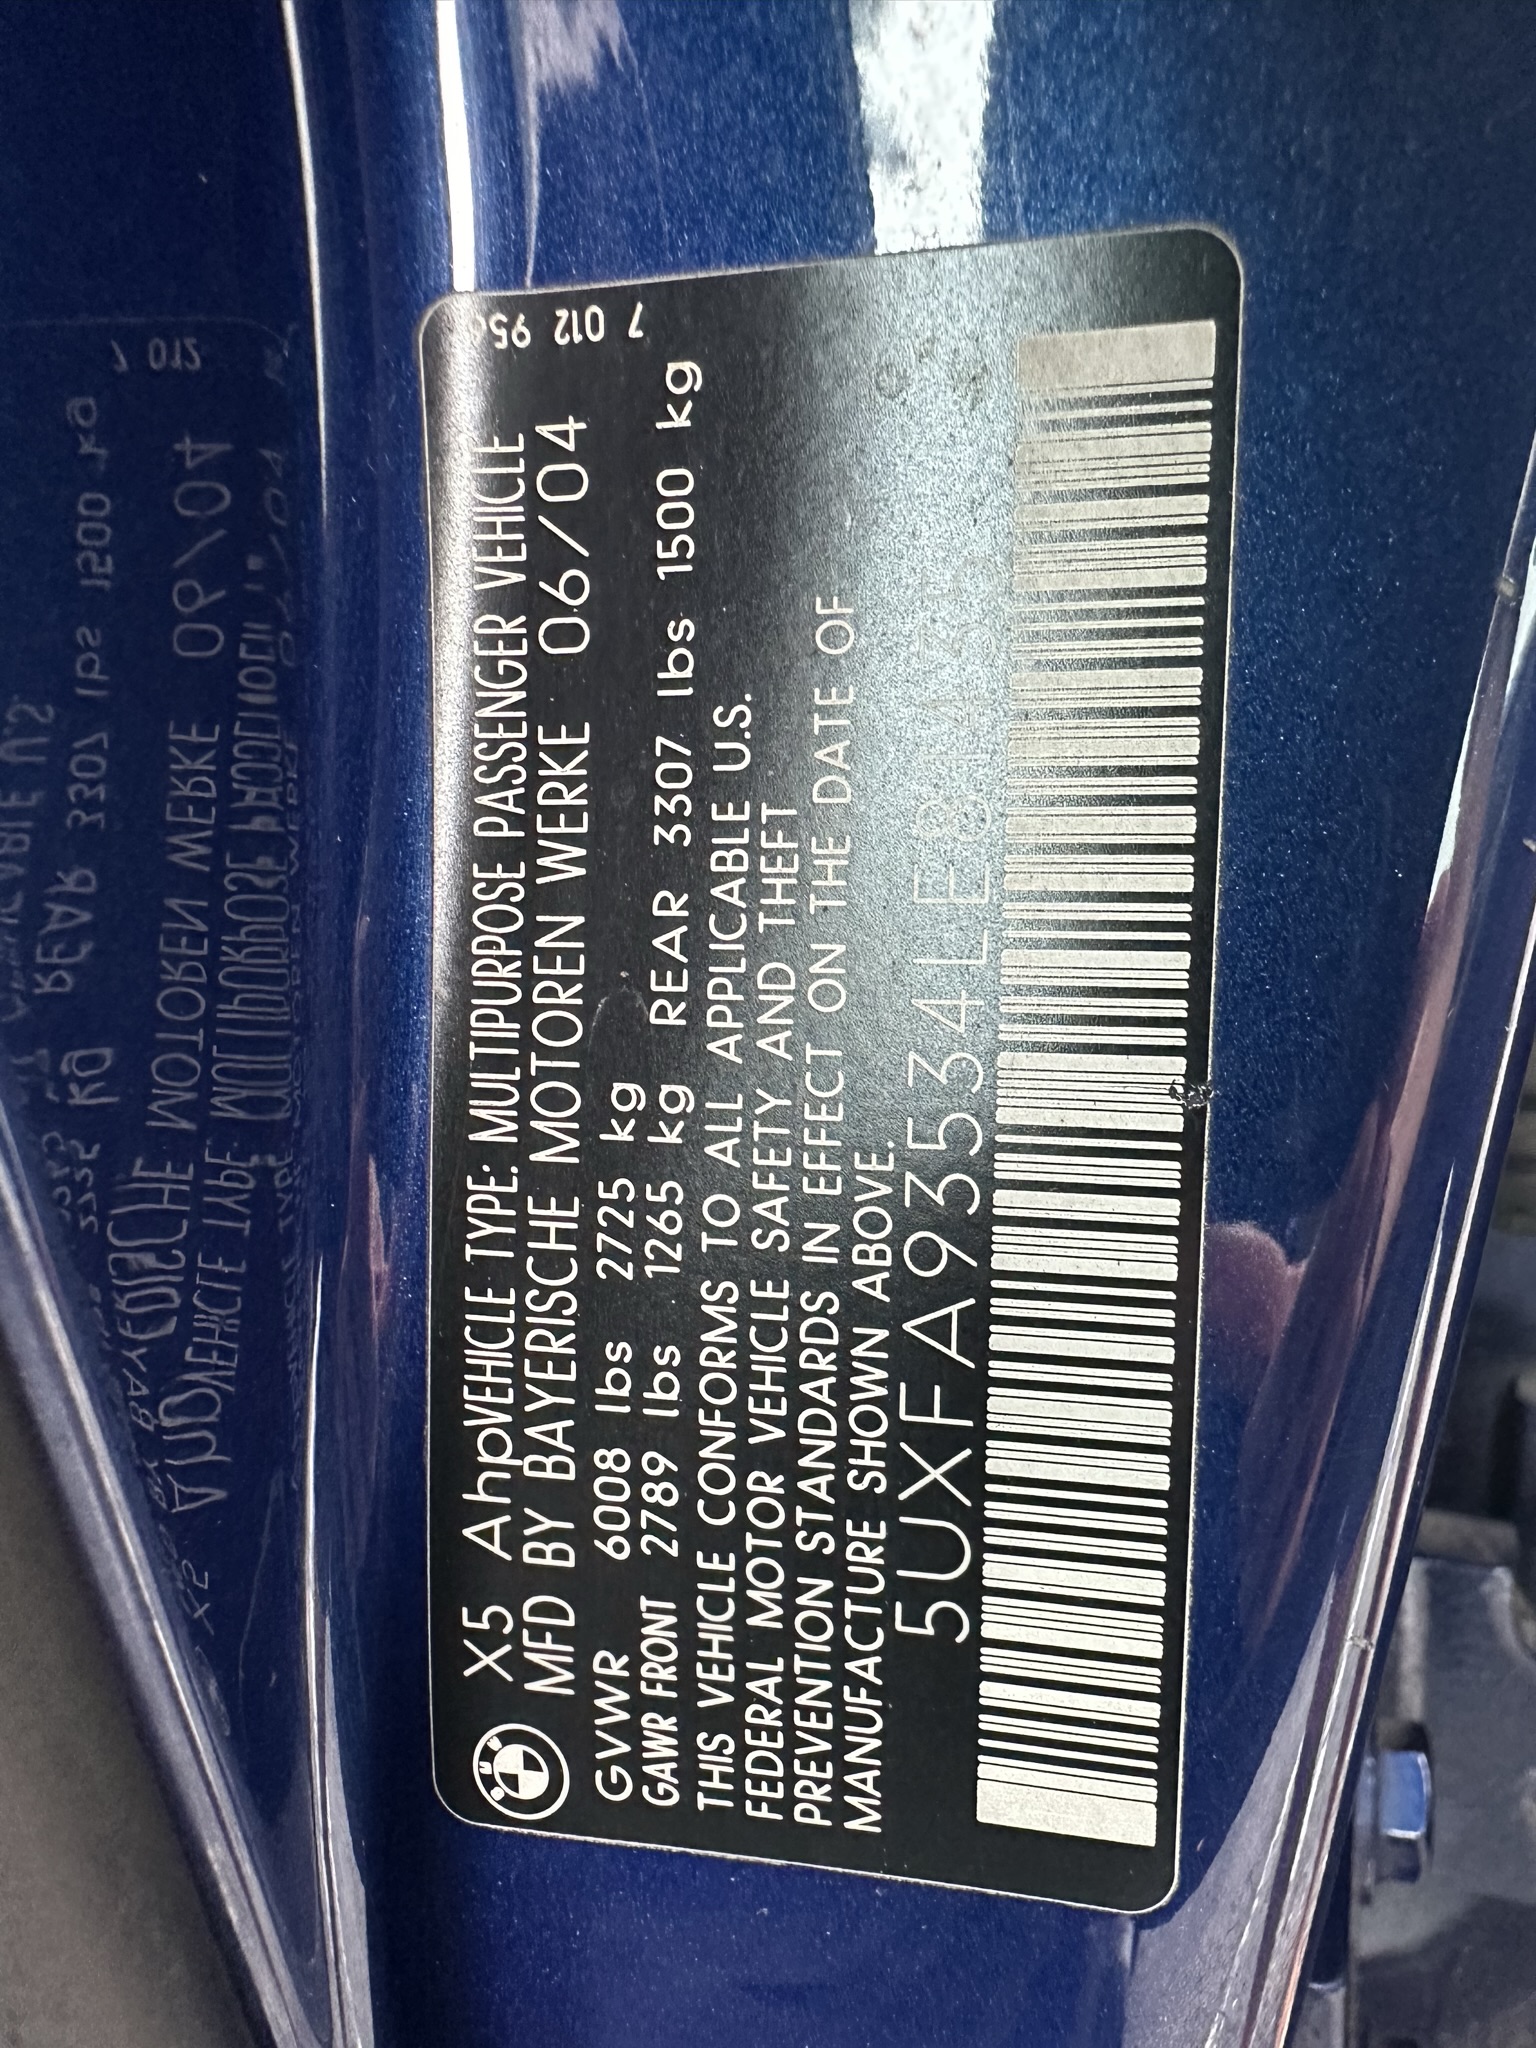 X5 AhpVEHICLE TYPE: MULTIPURPOSE PASSENGER VEHICLE
MFD BY BAYERISCHE MOTOREN WERKE 06/04
GVWR 6008 lbs 2725 kg
GAWR FRONT 2789 lbs 1265 kg REAR 3307 lbs 1500 kg
THIS VEHICLE CONFORMS TO ALL APPLICABLE U.S.
FEDERAL MOTOR VEHICLE SAFETY AND THEFT
PREVENTION STANDARDS IN EFFECT ON THE DATE OF
MANUFACTURE SHOWN ABOVE.
7 012 95